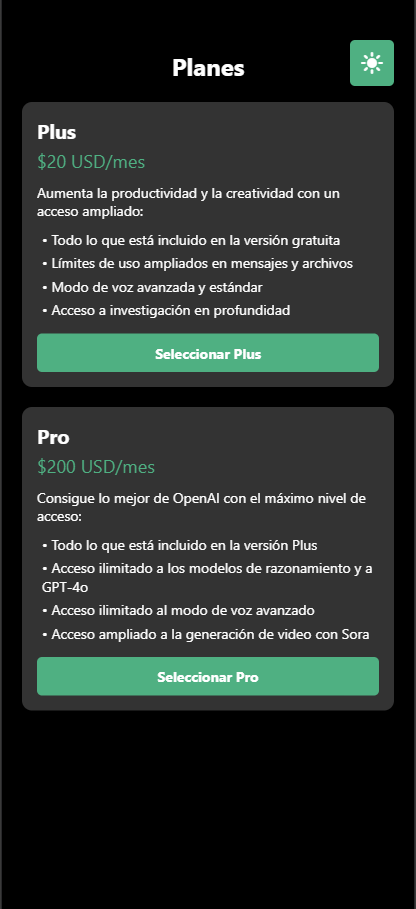 Planes
Plus
$20 USD/mes
Aumenta la productividad y la creatividad con un
acceso ampliado:
• Todo lo que está incluido en la versión gratuita
• Límites de uso ampliados en mensajes y archivos
• Modo de voz avanzada y estándar
• Acceso a investigación en profundidad
Seleccionar Plus
Pro
$200 USD/mes
Consigue lo mejor de OpenAI con el máximo nivel de
acceso:
• Todo lo que está incluido en la versión Plus
• Acceso ilimitado a los modelos de razonamiento y a
GPT-4o
• Acceso ilimitado al modo de voz avanzado
• Acceso ampliado a la generación de video con Sora
Seleccionar Pro